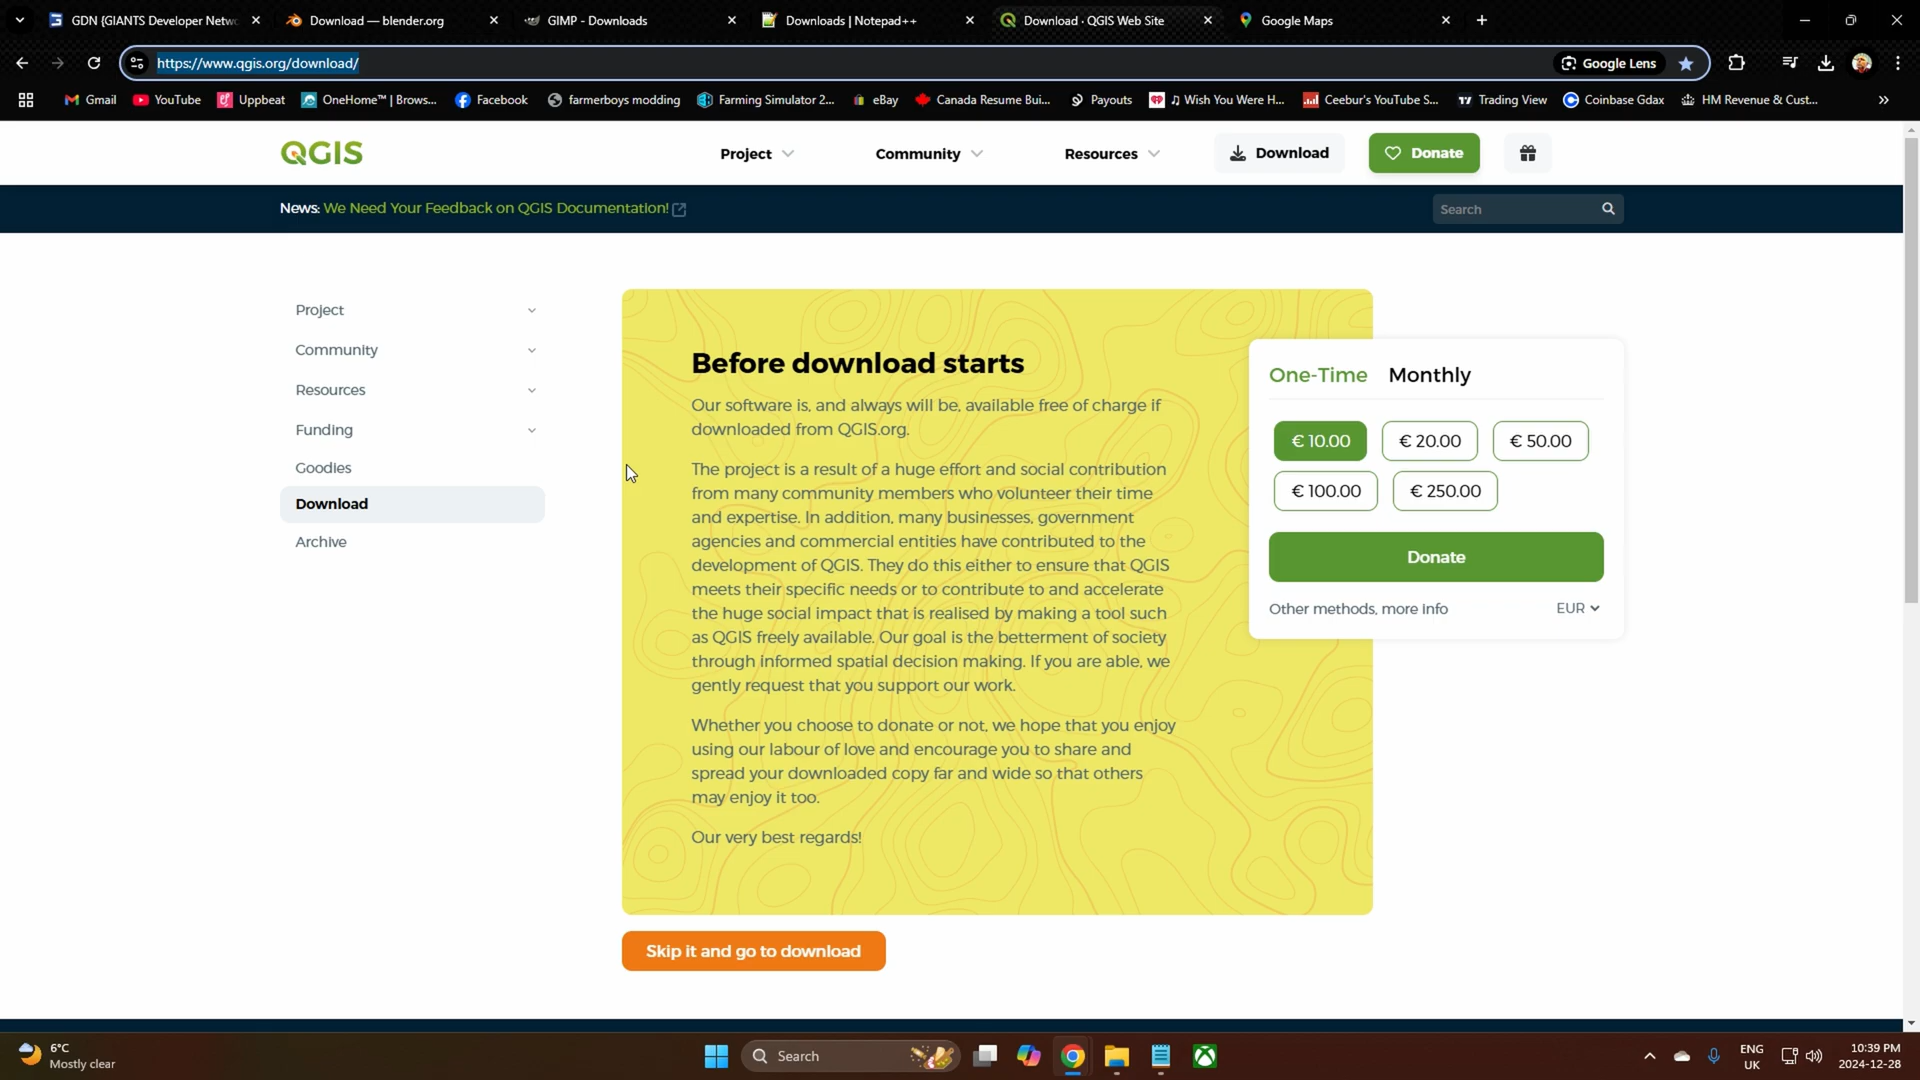 GDN {GIANTS Developer Netwo
Download — blender.org
GIMP - Downloads
Downloads | Notepad++
Download · QGIS Web Site
Google Maps
https://www.qgis.org/download/
Google Lens
Gmail
YouTube
Uppbeat
OneHome™ | Brows...
Facebook
farmerboys modding
Farming Simulator 2...
eBay
Canada Resume Bui...
Payouts
♫ Wish You Were H...
Ceebur's YouTube S...
Trading View
Coinbase Gdax
HM Revenue & Cust...
QGIS
Project
Community
Resources
Download
Donate
News: We Need Your Feedback on QGIS Documentation!
Search
Project
Community
Resources
Funding
Goodies
Download
Archive
Before download starts
Our software is, and always will be, available free of charge if
downloaded from QGIS.org.
The project is a result of a huge effort and social contribution
from many community members who volunteer their time
and expertise. In addition, many businesses, government
agencies and commercial entities have contributed to the
development of QGIS. They do this either to ensure that QGIS
meets their specific needs or to contribute to and accelerate
the huge social impact that is realised by making a tool such
as QGIS freely available. Our goal is the betterment of society
through informed spatial decision making. If you are able, we
gently request that you support our work.
Whether you choose to donate or not, we hope that you enjoy
using our labour of love and encourage you to share and
spread your downloaded copy far and wide so that others
may enjoy it too.
Our very best regards!
One-Time Monthly
€ 10.00 € 20.00 € 50.00
€ 100.00 € 250.00
Donate
Other methods, more info EUR
Skip it and go to download
6°C
Mostly clear
Search
ENG
UK
10:39 PM
2024-12-28